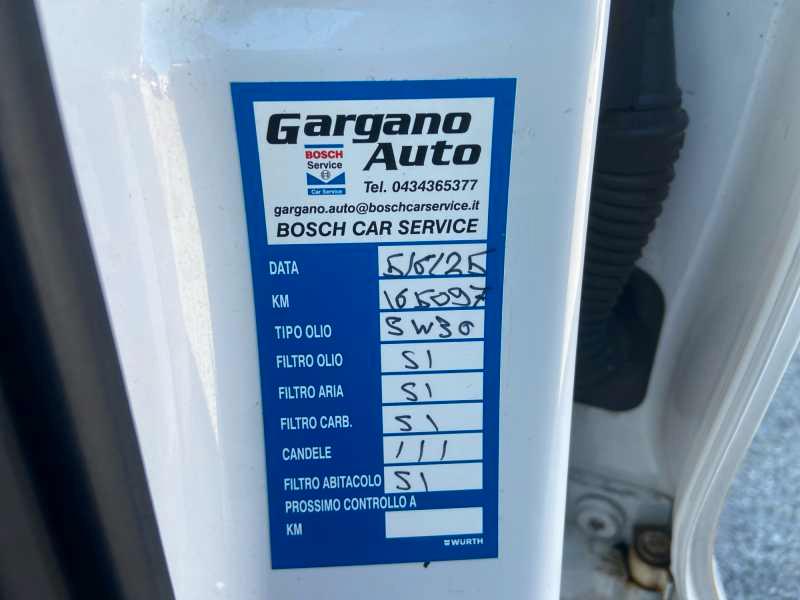 Gargano
Auto
BOSCH
Service
Car Service
Tel. 0434365377
gargano.auto@boschcarservice.it
BOSCH CAR SERVICE
DATA 5/6/25
KM 165097
TIPO OLIO 5W30
FILTRO OLIO SI
FILTRO ARIA SI
FILTRO CARB. SI
CANDELE ///
FILTRO ABITACOLO SI
PROSSIMO CONTROLLO A
KM
WURTH